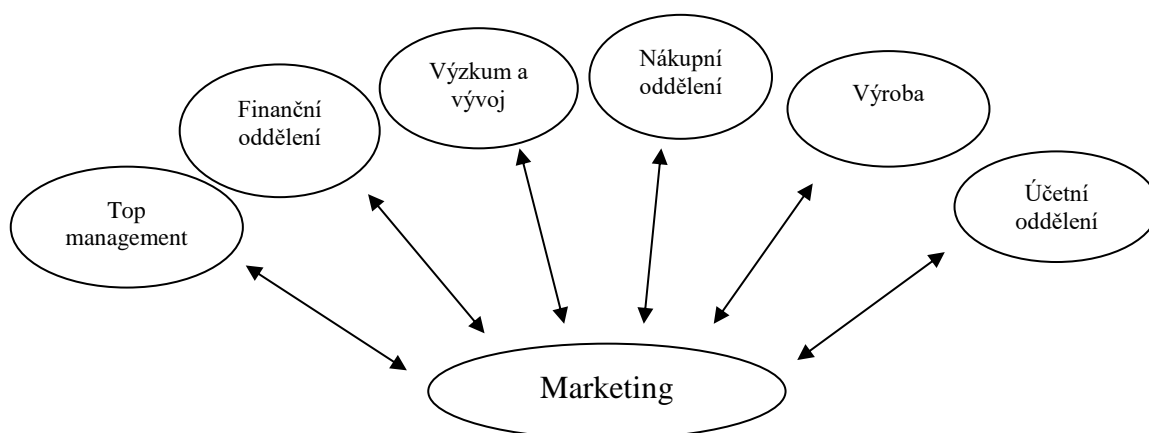 Top
management
Finanční
oddělení
Výzkum a
vývoj
Nákupní
oddělení
Výroba
Účetní
oddělení
Marketing